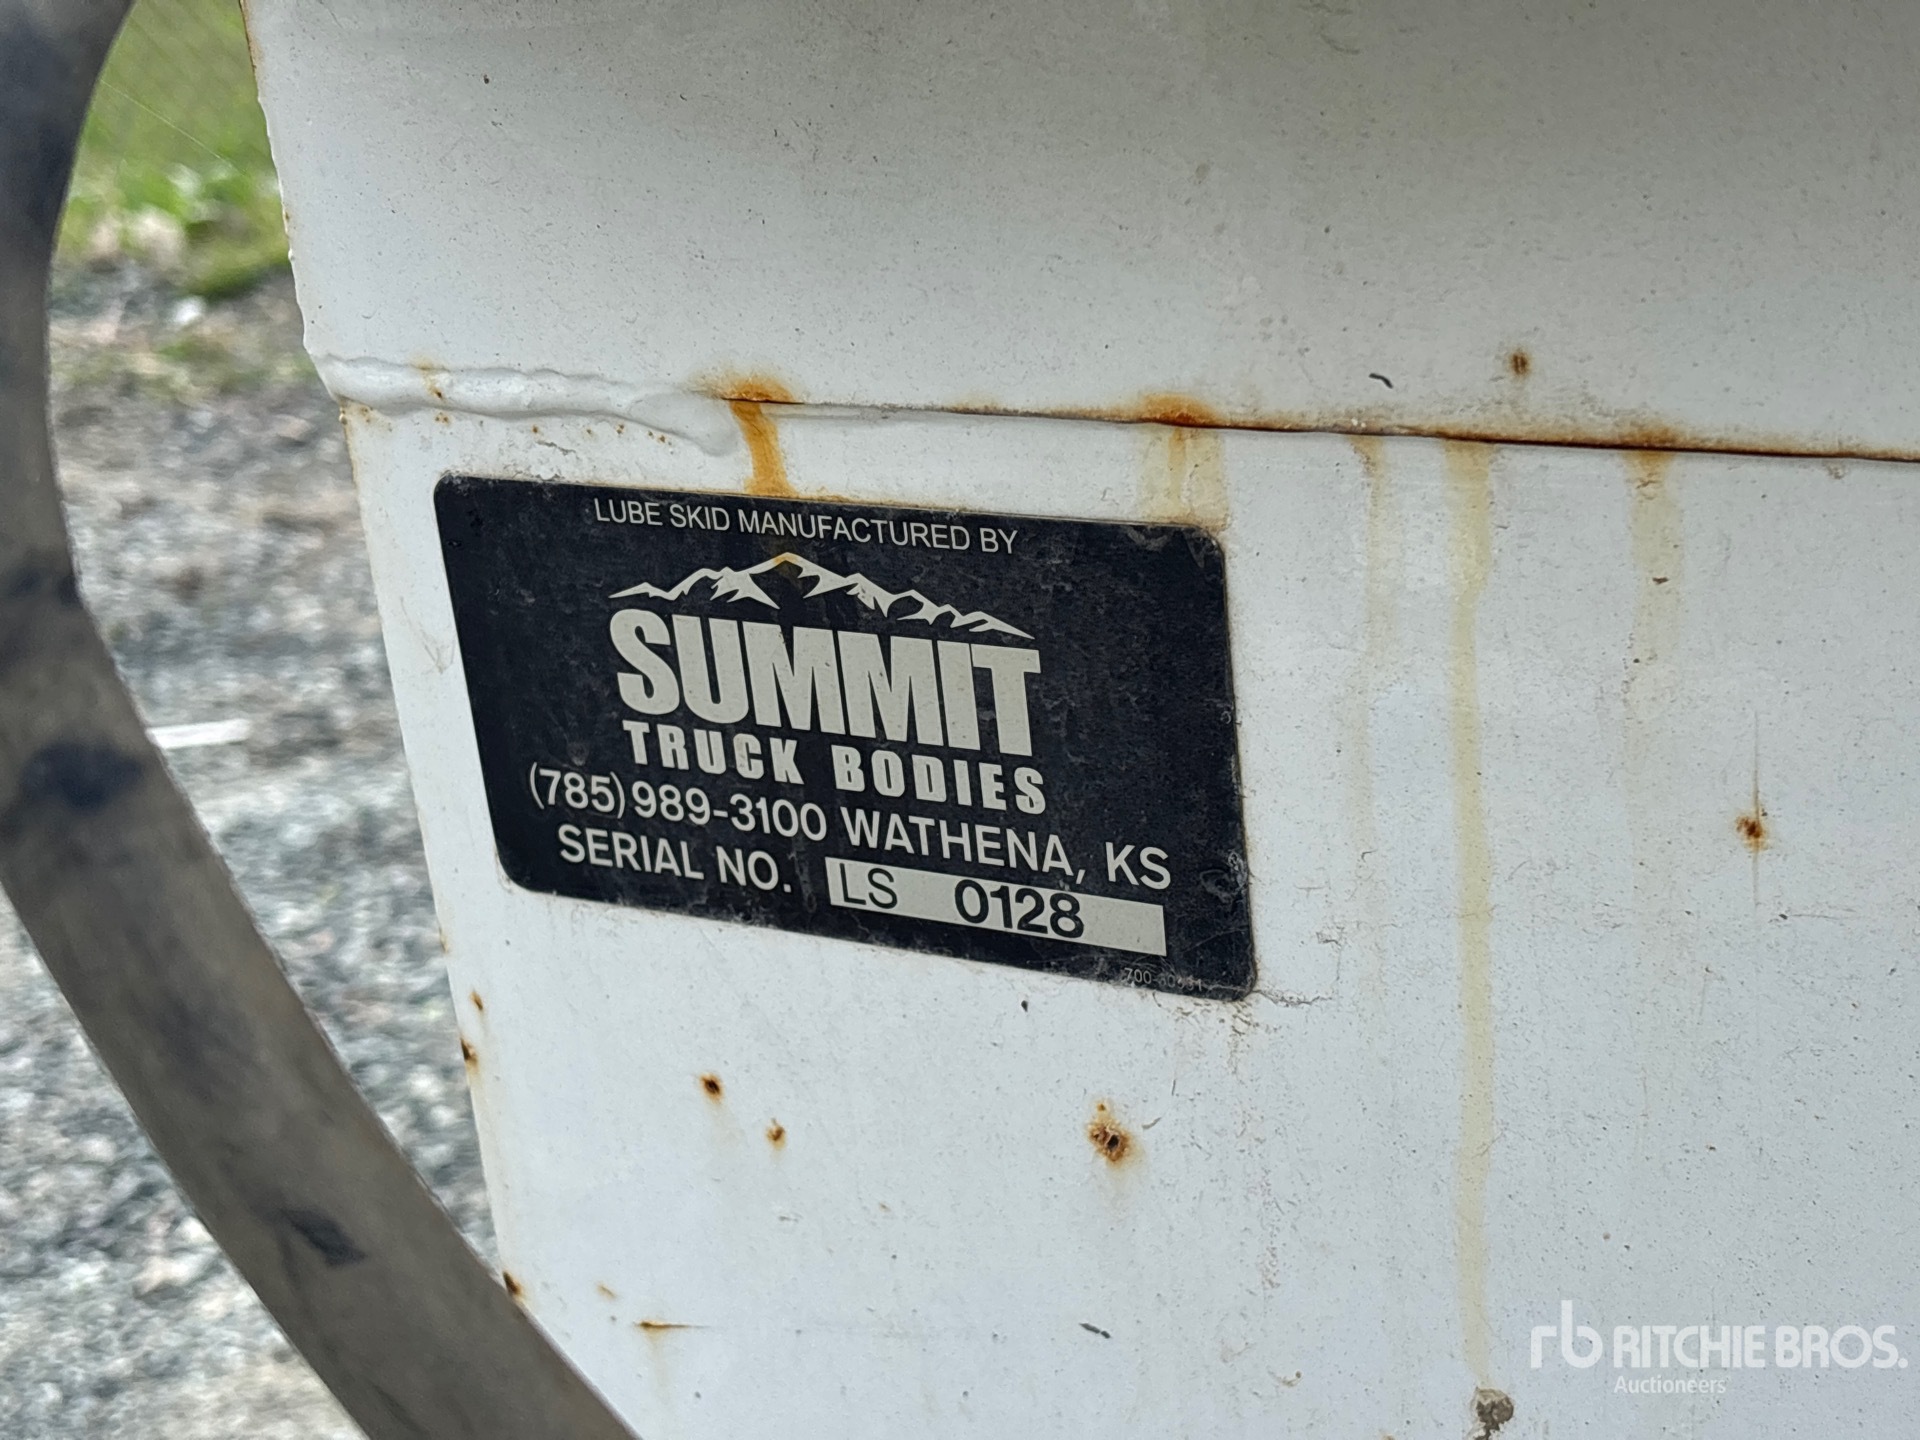 LUBE SKID MANUFACTURED BY
SUMMIT
TRUCK BODIES
(785) 989-3100 WATHENA, KS
SERIAL NO. LS 0128
rb RITCHIE BROS.
Auctioneers